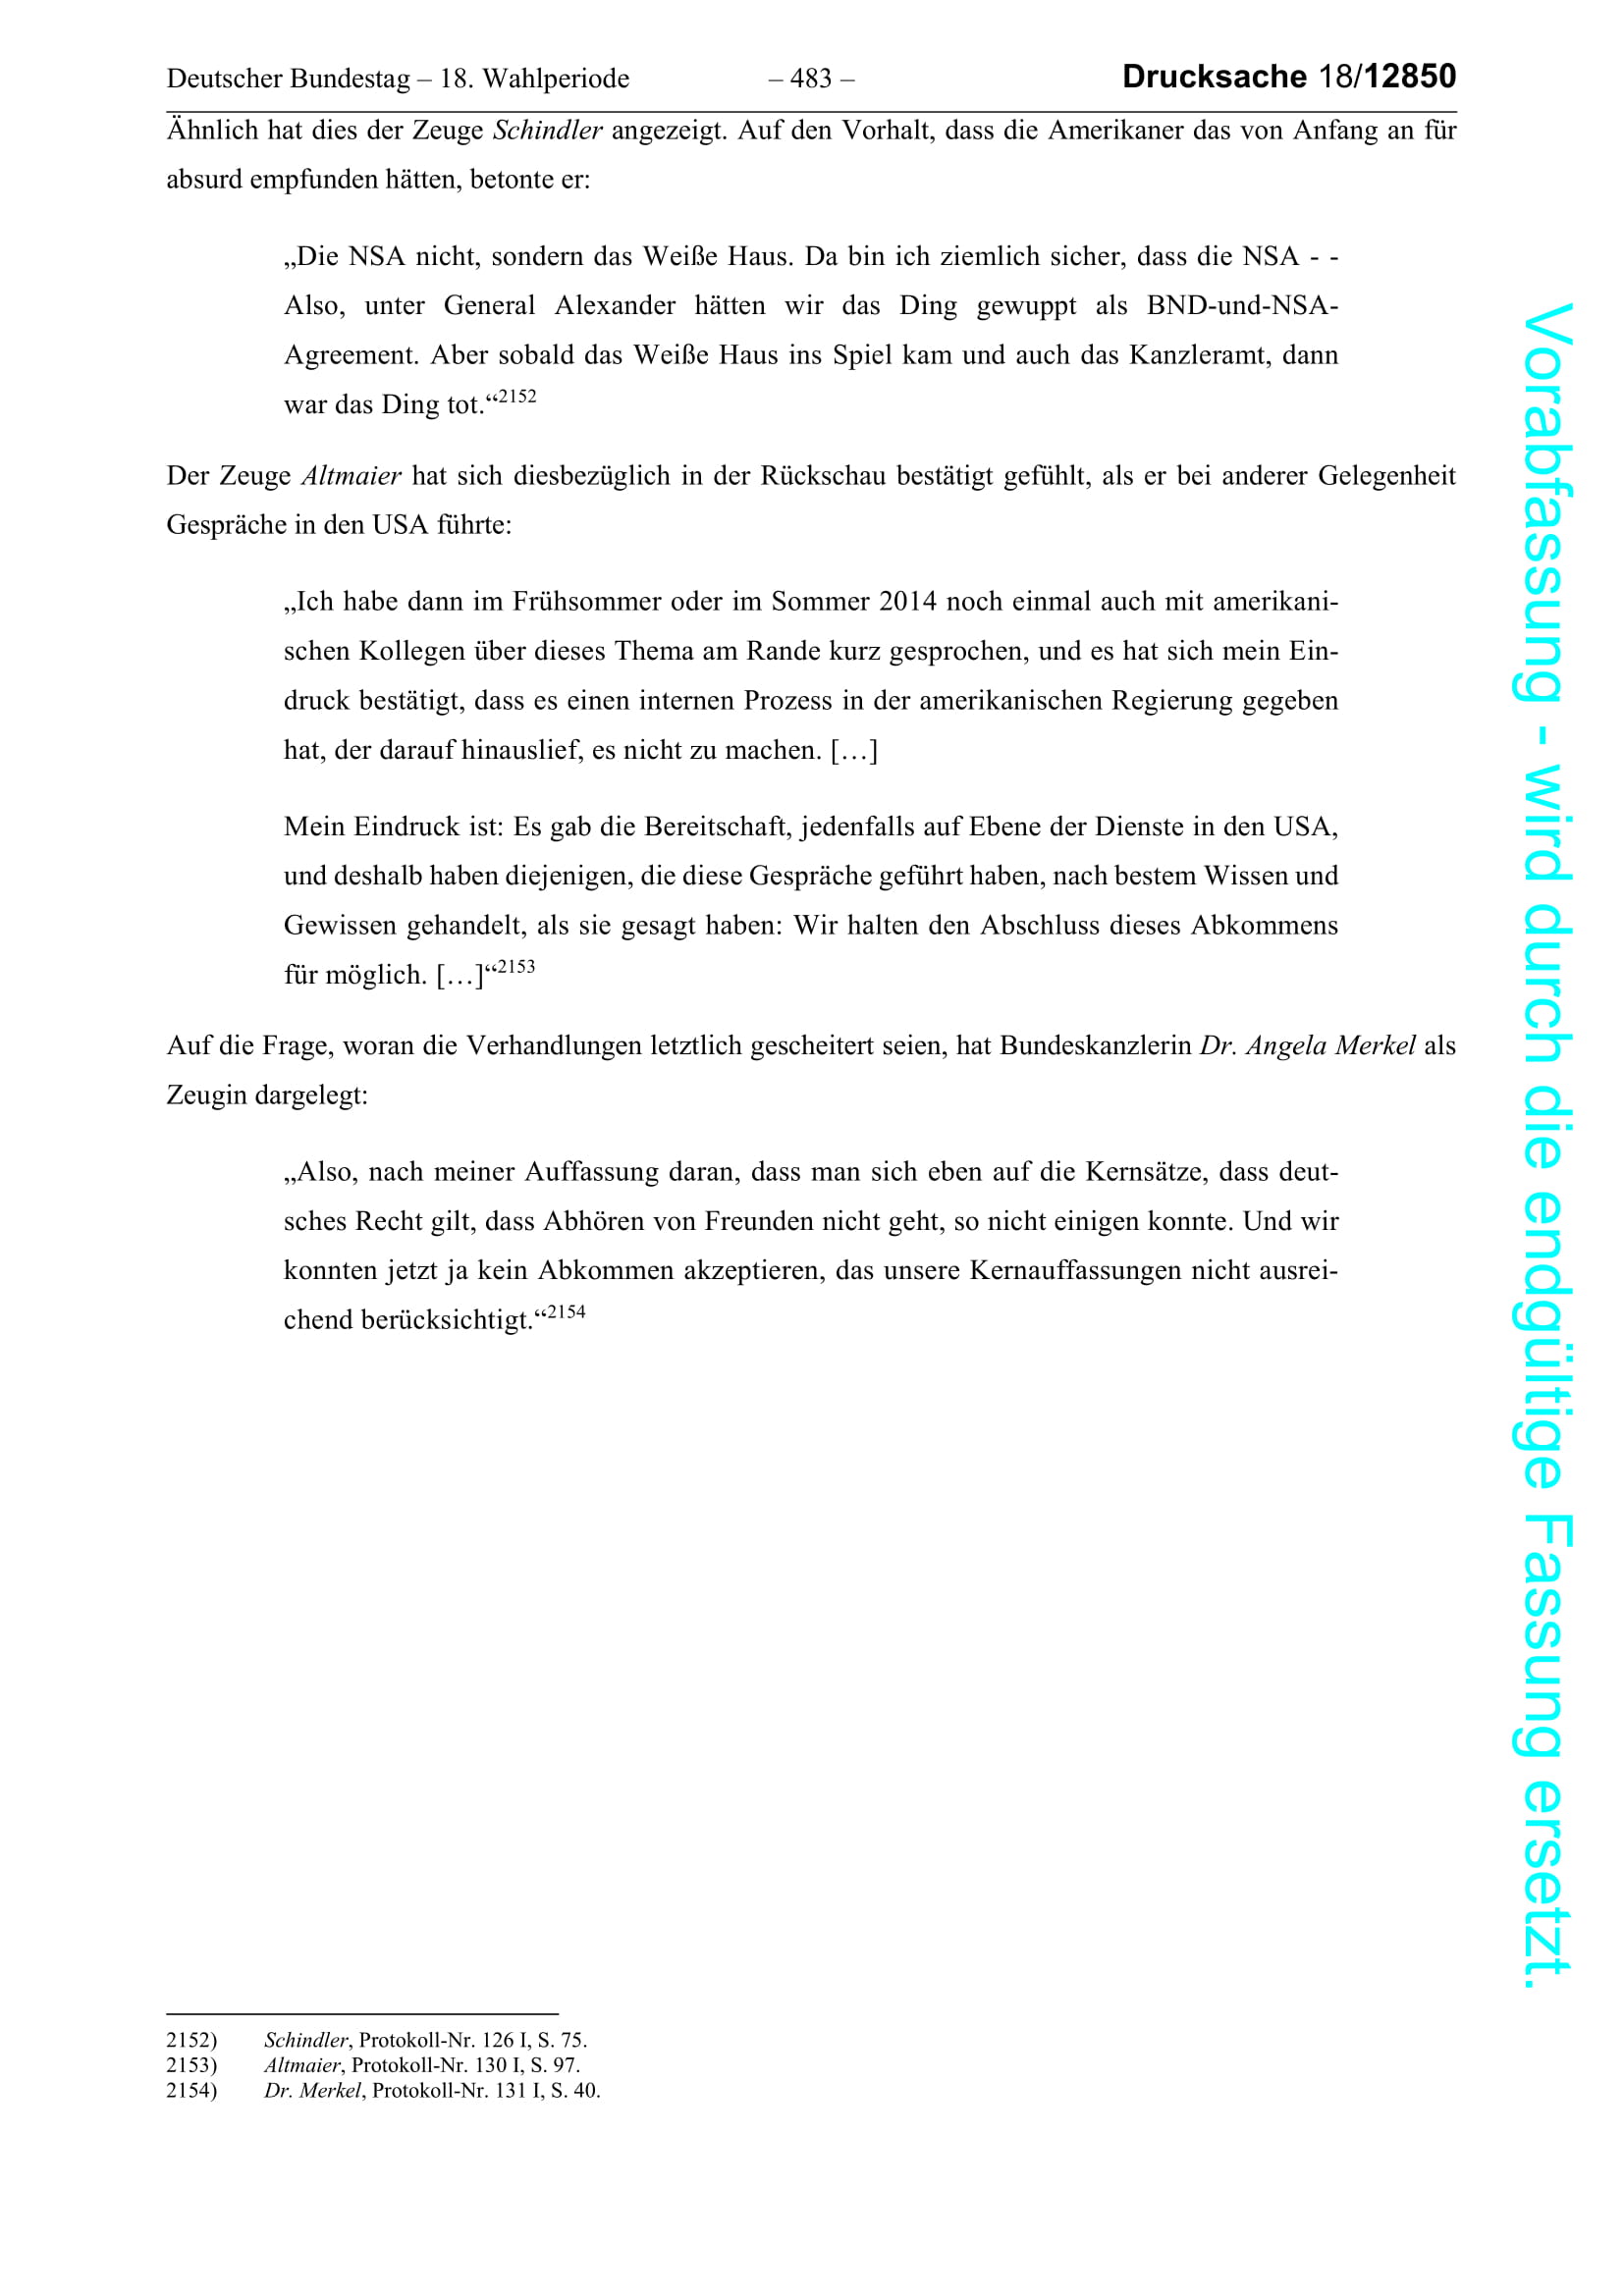 Deutscher Bundestag – 18. Wahlperiode – 483 – Drucksache 18/12850
Ähnlich hat dies der Zeuge Schindler angezeigt. Auf den Vorhalt, dass die Amerikaner das von Anfang an für
absurd empfunden hätten, betonte er:
„Die NSA nicht, sondern das Weiße Haus. Da bin ich ziemlich sicher, dass die NSA - -
Also, unter General Alexander hätten wir das Ding gewuppt als BND-und-NSA-
Agreement. Aber sobald das Weiße Haus ins Spiel kam und auch das Kanzleramt, dann
war das Ding tot.“2152
Der Zeuge Altmaier hat sich diesbezüglich in der Rückschau bestätigt gefühlt, als er bei anderer Gelegenheit
Gespräche in den USA führte:
„Ich habe dann im Frühsommer oder im Sommer 2014 noch einmal auch mit amerikani-
schen Kollegen über dieses Thema am Rande kurz gesprochen, und es hat sich mein Ein-
druck bestätigt, dass es einen internen Prozess in der amerikanischen Regierung gegeben
hat, der darauf hinauslief, es nicht zu machen. […]
Mein Eindruck ist: Es gab die Bereitschaft, jedenfalls auf Ebene der Dienste in den USA,
und deshalb haben diejenigen, die diese Gespräche geführt haben, nach bestem Wissen und
Gewissen gehandelt, als sie gesagt haben: Wir halten den Abschluss dieses Abkommens
für möglich. […]“2153
Auf die Frage, woran die Verhandlungen letztlich gescheitert seien, hat Bundeskanzlerin Dr. Angela Merkel als
Zeugin dargelegt:
„Also, nach meiner Auffassung daran, dass man sich eben auf die Kernsätze, dass deut-
sches Recht gilt, dass Abhören von Freunden nicht geht, so nicht einigen konnte. Und wir
konnten jetzt ja kein Abkommen akzeptieren, das unsere Kernauffassungen nicht ausrei-
chend berücksichtigt.“2154
2152) Schindler, Protokoll-Nr. 126 I, S. 75.
2153) Altmaier, Protokoll-Nr. 130 I, S. 97.
2154) Dr. Merkel, Protokoll-Nr. 131 I, S. 40.
Vorabfassung - wird durch die endgültige Fassung ersetzt.